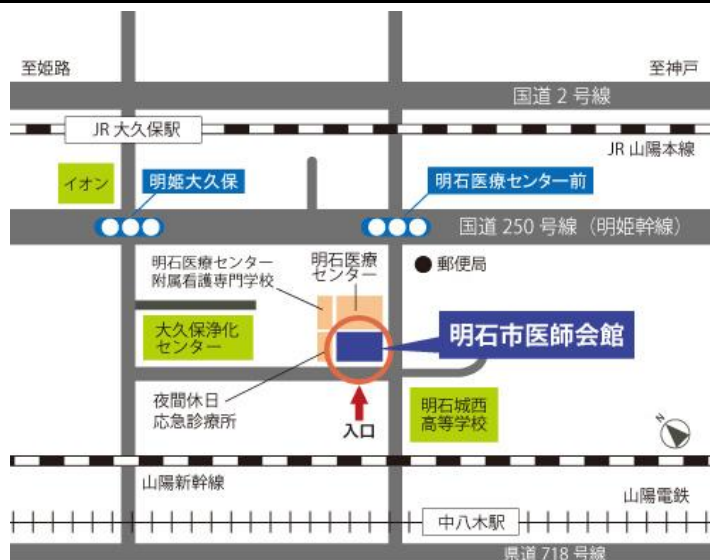 至姫路
至神戸
国道 2 号線
JR 大久保駅
JR 山陽本線
イオン
明姫大久保
明石医療センター前
国道 250 号線（明姫幹線）
明石医療センター
附属看護専門学校
明石医療
センター
郵便局
大久保浄化
センター
明石市医師会館
夜間休日
応急診療所
入口
明石城西
高等学校
N
山陽新幹線
山陽電鉄
中八木駅
県道 718 号線